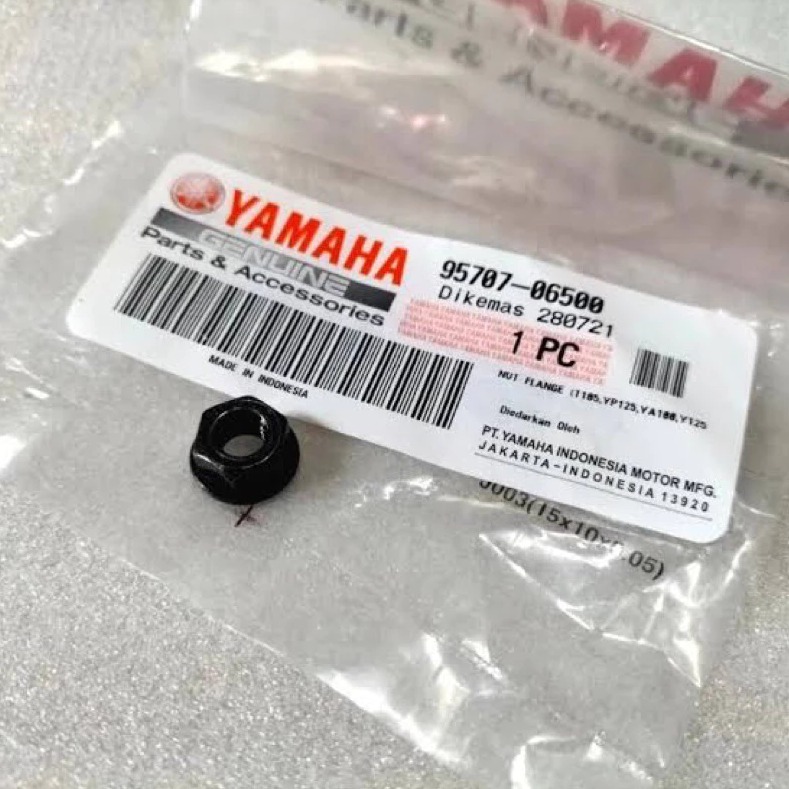 YAMAHA
Parts & Accessories
YAMAHA
GENUINE
Parts & Accessories
95707-06500
Dikemas 280721
1 PC
MADE IN INDONESIA
NUT FLANGE (T105,YP125,YA100,Y125
Diedarkan Oleh
PT. YAMAHA INDONESIA MOTOR MFG.
JAKARTA-INDONESIA 13920